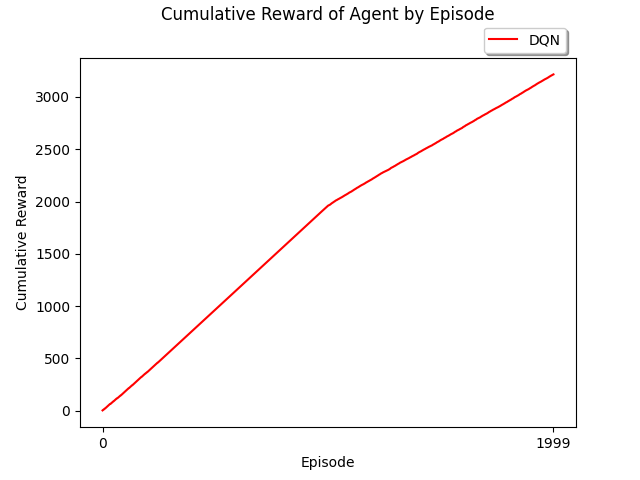 Cumulative Reward of Agent by Episode
DQN
3000
2500
2000
1500
1000
500
0
Cumulative Reward
0
1999
Episode